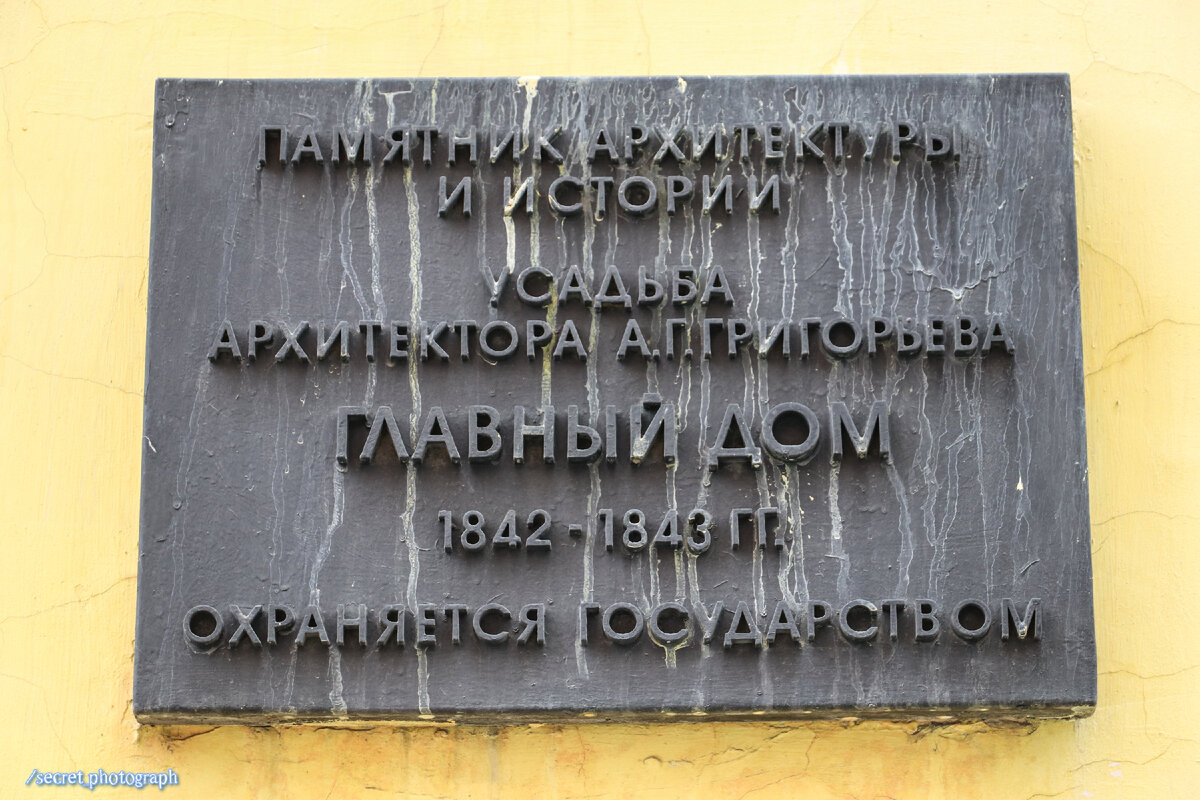 ПАМЯТНИК АРХИТЕКТУРЫ
И ИСТОРИИ
УСАДЬБА
АРХИТЕКТОРА А.Г.ГРИГОРЬЕВА
ГЛАВНЫЙ ДОМ
1842 - 1843 ГГ.
ОХРАНЯЕТСЯ ГОСУДАРСТВОМ
/secret photograph